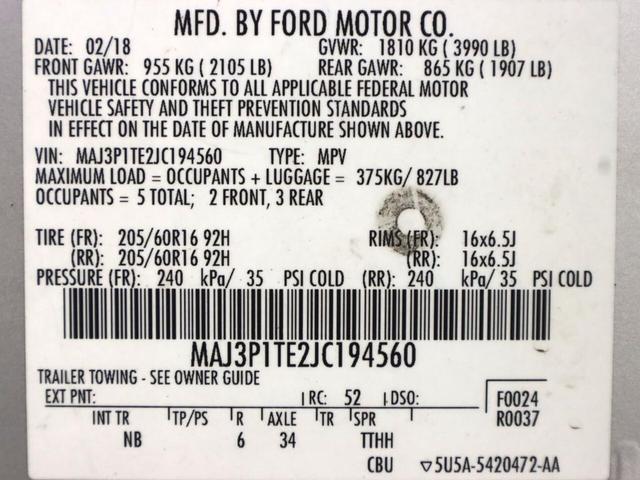 MFD. BY FORD MOTOR CO.
DATE: 02/18 GVWR: 1810 KG ( 3990 LB)
FRONT GAWR: 955 KG ( 2105 LB) REAR GAWR: 865 KG ( 1907 LB)
THIS VEHICLE CONFORMS TO ALL APPLICABLE FEDERAL MOTOR
VEHICLE SAFETY AND THEFT PREVENTION STANDARDS
IN EFFECT ON THE DATE OF MANUFACTURE SHOWN ABOVE.
VIN: MAJ3P1TE2JC194560 TYPE: MPV
MAXIMUM LOAD = OCCUPANTS + LUGGAGE = 375KG/ 827LB
OCCUPANTS = 5 TOTAL; 2 FRONT, 3 REAR
TIRE (FR): 205/60R16 92H RIMS (FR): 16x6.5J
(RR): 205/60R16 92H (RR): 16x6.5J
PRESSURE (FR): 240 kPa/ 35 PSI COLD (RR): 240 kPa/ 35 PSI COLD
MAJ3P1TE2JC194560
TRAILER TOWING - SEE OWNER GUIDE
EXT PNT: RC: 52 DSO: F0024
INT TR TP/PS R AXLE TR SPR R0037
NB 6 34 TTHH
CBU ▽5U5A-5420472-AA